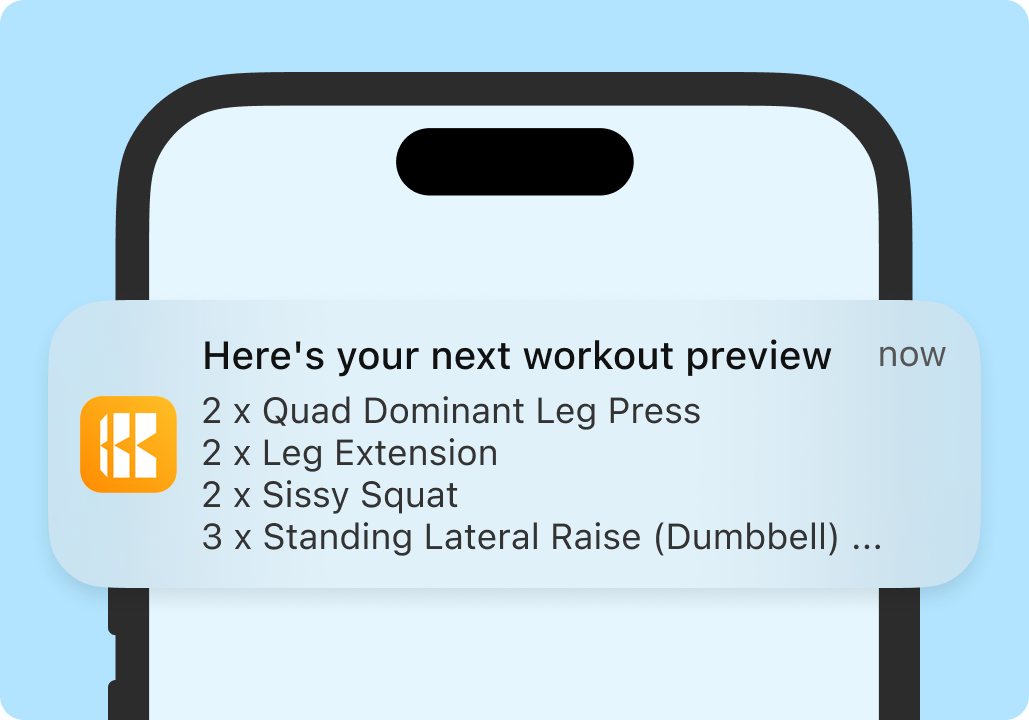 Here's your next workout preview
now
2 x Quad Dominant Leg Press
2 x Leg Extension
2 x Sissy Squat
3 x Standing Lateral Raise (Dumbbell) ...